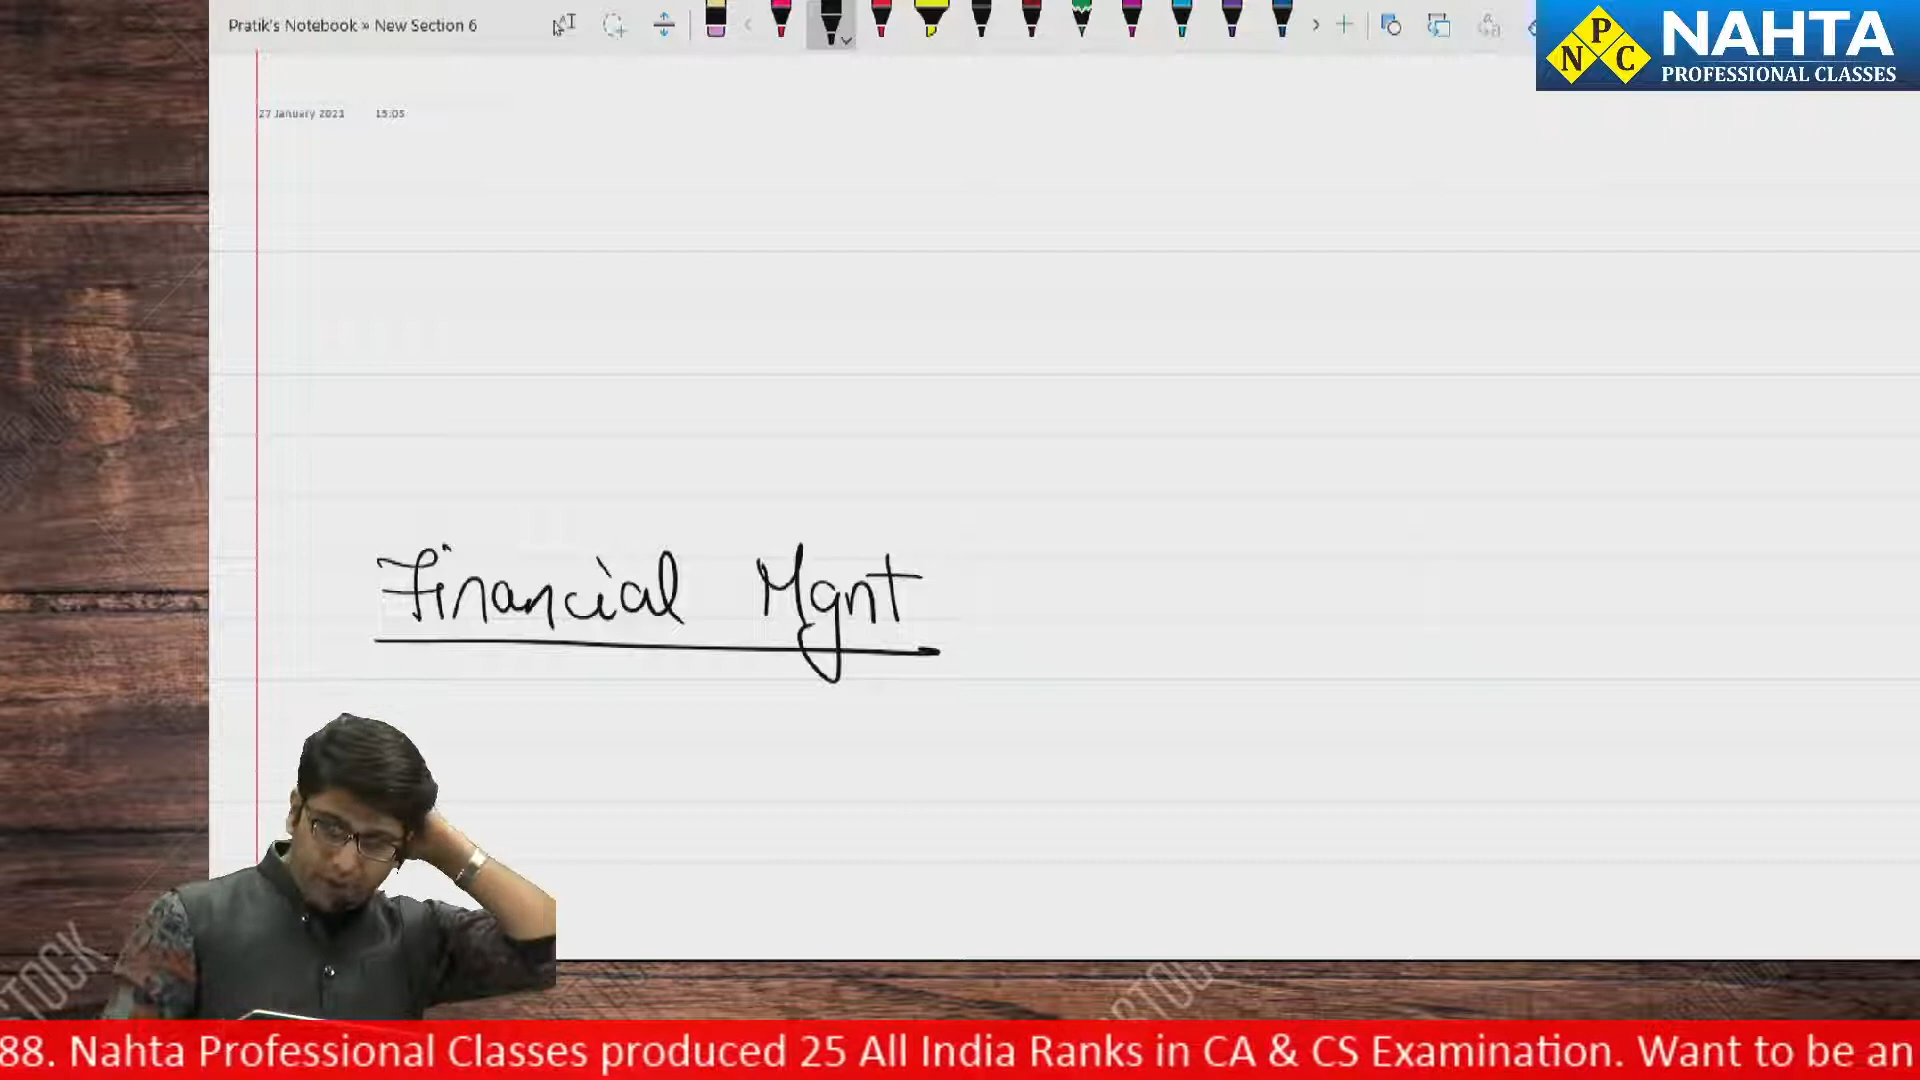 Pratik's Notebook » New Section 6
NPC
NAHTA
PROFESSIONAL CLASSES
27 January 2021 15:05
Financial Mgnt
88. Nahta Professional Classes produced 25 All India Ranks in CA & CS Examination. Want to be an